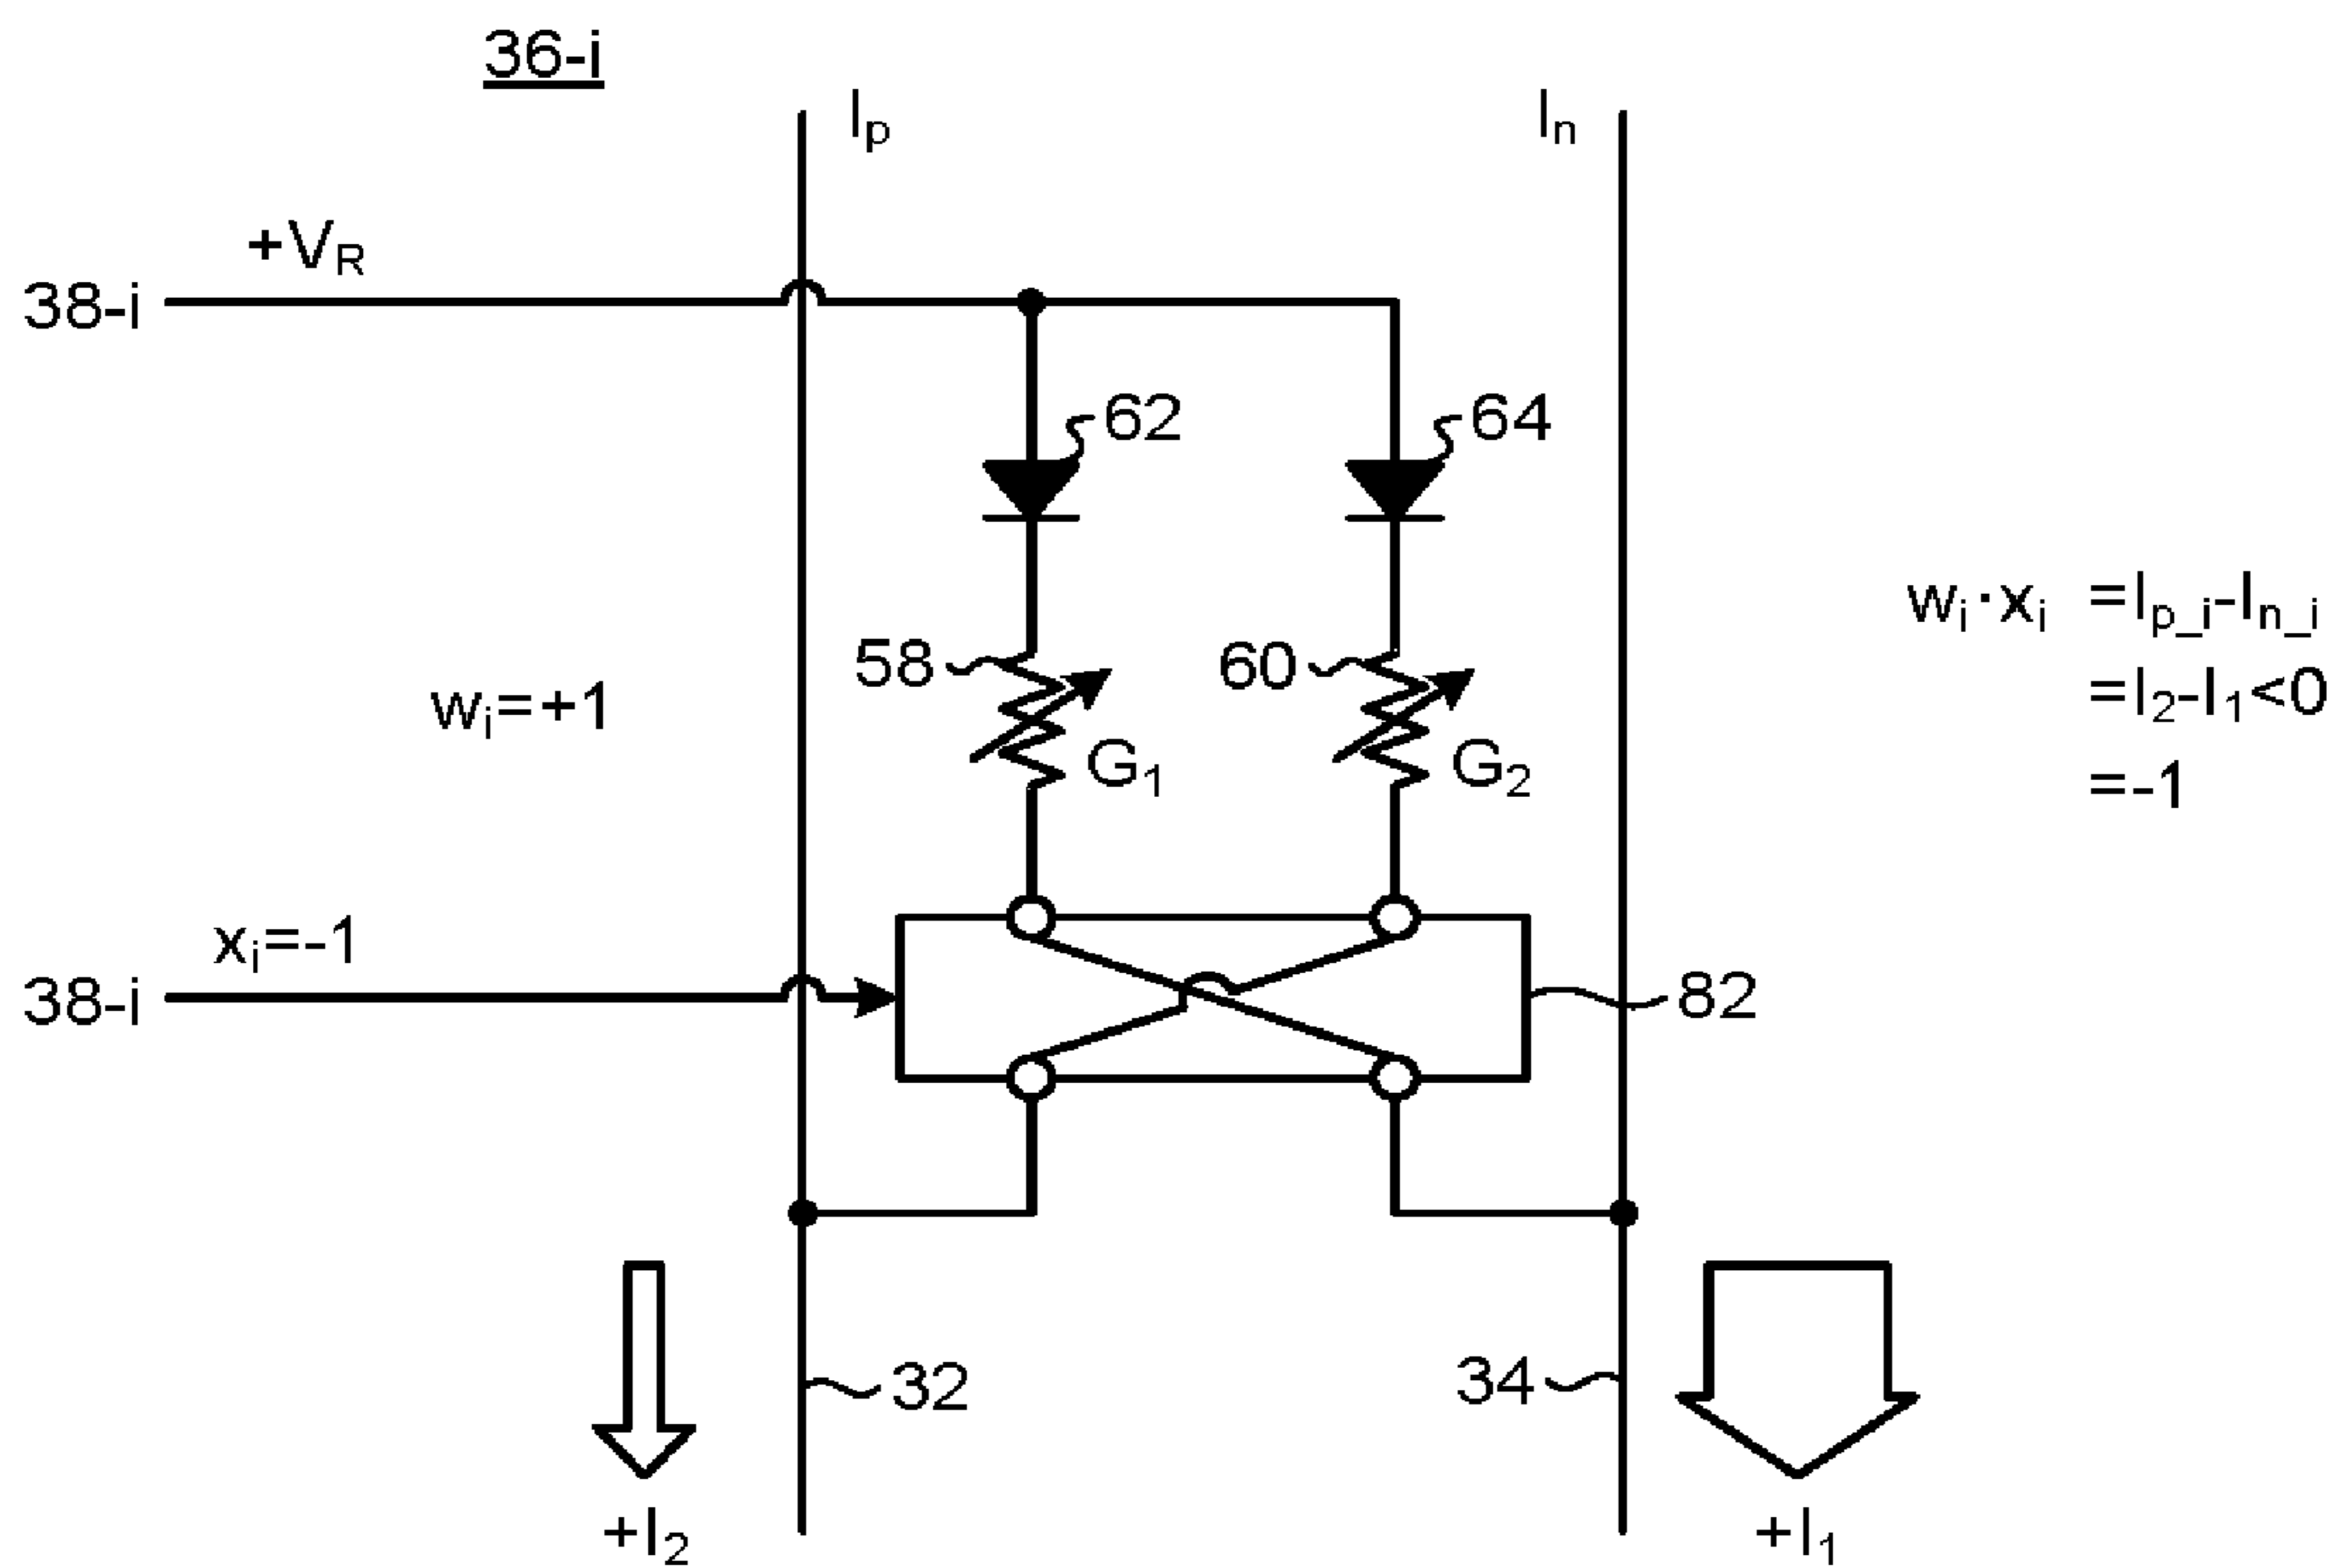 36-i
Ip
In
+VR
38-i
62
64
58
60
wi·xi =Ip_i-In_i
wi=+1
=I2-I1<0
G1
G2
=-1
xi=-1
38-i
82
32
34
+I2
+I1